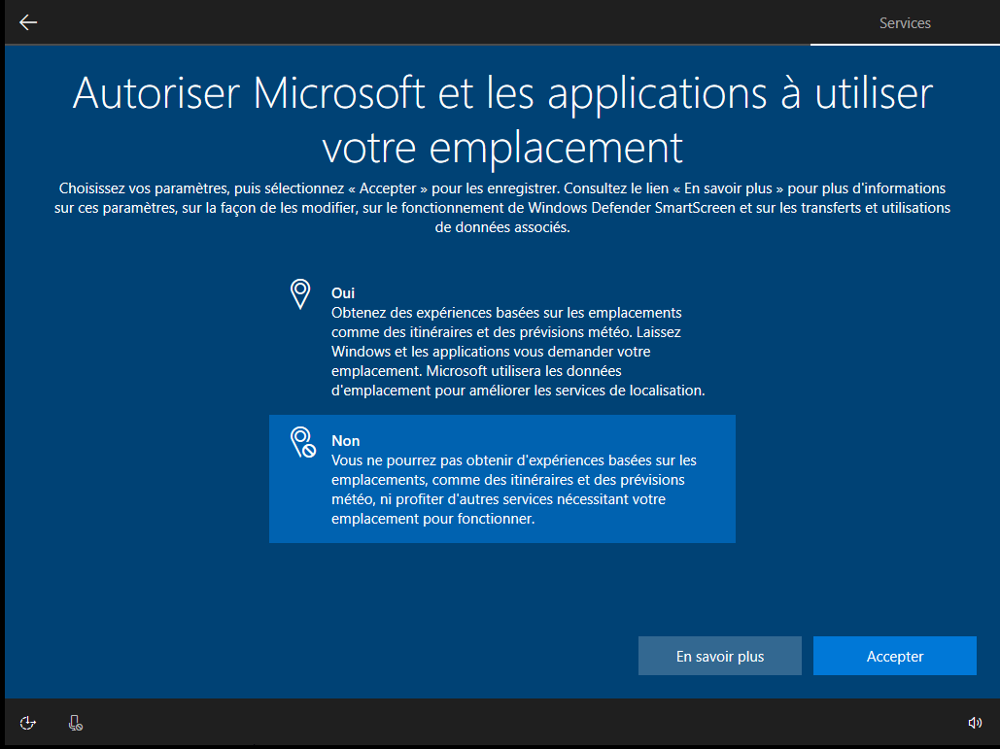 Services
Autoriser Microsoft et les applications à utiliser
votre emplacement
Choisissez vos paramètres, puis sélectionnez « Accepter » pour les enregistrer. Consultez le lien « En savoir plus » pour plus d'informations
sur ces paramètres, sur la façon de les modifier, sur le fonctionnement de Windows Defender SmartScreen et sur les transferts et utilisations
de données associés.
Oui
Obtenez des expériences basées sur les emplacements
comme des itinéraires et des prévisions météo. Laissez
Windows et les applications vous demander votre
emplacement. Microsoft utilisera les données
d'emplacement pour améliorer les services de localisation.
Non
Vous ne pourrez pas obtenir d'expériences basées sur les
emplacements, comme des itinéraires et des prévisions
météo, ni profiter d'autres services nécessitant votre
emplacement pour fonctionner.
En savoir plus
Accepter